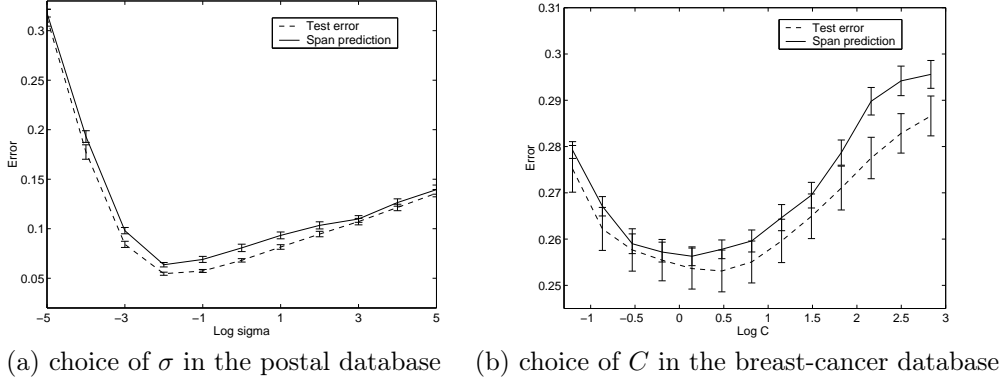 0.3
0.25
0.2
0.15
0.1
0.05
Error
−5 −3 −1 1 3 5
Log sigma
Test error
Span prediction
(a) choice of σ in the postal database
0.31
0.3
0.29
0.28
0.27
0.26
0.25
Error
−1 −0.5 0 0.5 1 1.5 2 2.5 3
Log C
Test error
Span prediction
(b) choice of C in the breast-cancer database